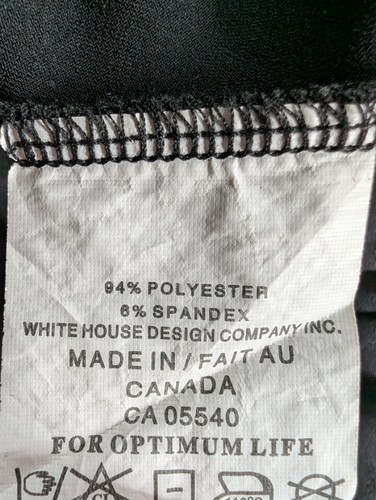 94% POLYESTER
6% SPANDEX
WHITE HOUSE DESIGN COMPANY INC.
MADE IN / FAIT AU
CANADA
CA 05540
FOR OPTIMUM LIFE
CL